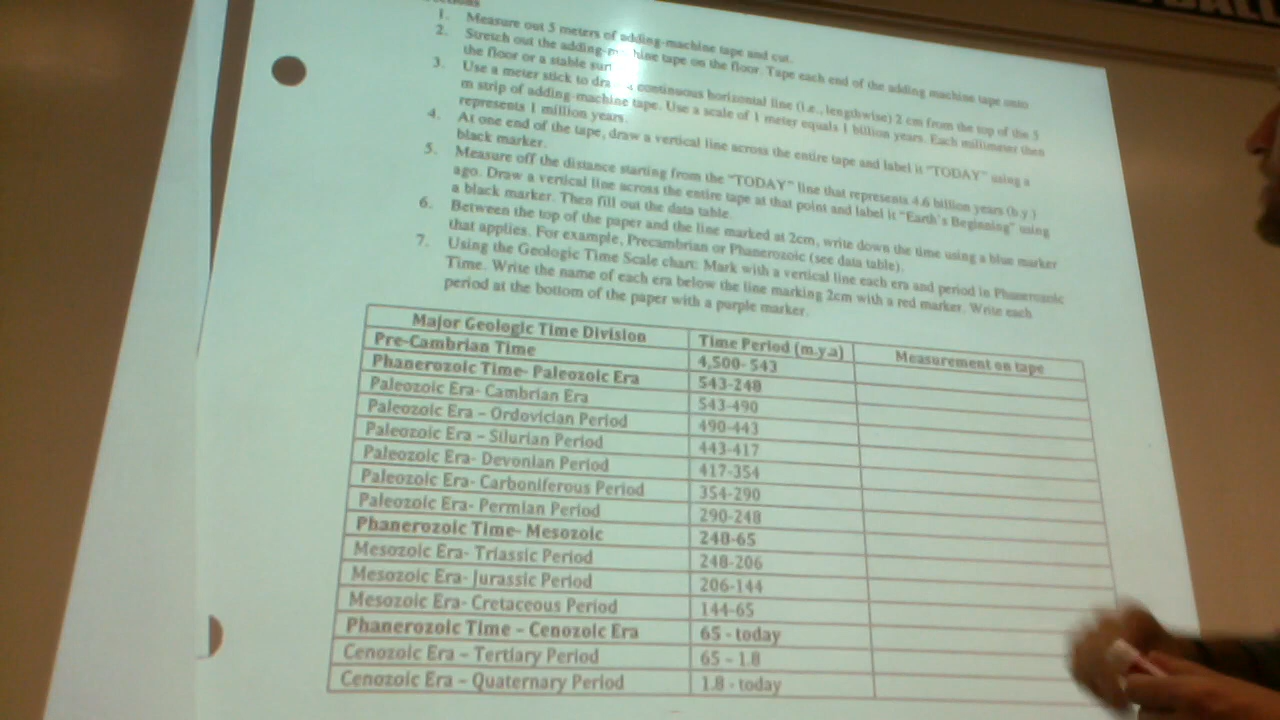 1. Measure out 5 meters of adding-machine tape and cut.
2. Stretch out the adding-machine tape on the floor. Tape each end of the adding machine tape onto
the floor or a stable
3. Use a meter stick to continuous horizontal line (i.e., lengthwise) 2 cm from the top of the 5
m strip of adding-machine tape. Use a scale of 1 meter equals 1 billion years. Each millimeter then
represents 1 million years.
4. At one end of the tape, draw a vertical line across the entire tape and label it "TODAY" using a
black marker.
5. Measure off the distance starting from the "TODAY" line that represents 4.6 billion years (b.y.)
ago. Draw a vertical line across the entire tape at that point and label it "Earth's Beginning" using
a black marker. Then fill out the data table.
6. Between the top of the paper and the line marked at 2cm, write down the time using a blue marker
that applies. For example, Precambrian or Phanerozoic (see data table).
7. Using the Geologic Time Scale chart: Mark with a vertical line each era and period in Phanerozoic
Time. Write the name of each era below the line marking 2cm with a red marker. Write each
period at the bottom of the paper with a purple marker.
Major Geologic Time Division Time Period (m.y.a) Measurement on tape
Pre-Cambrian Time 4,500-543
Phanerozoic Time- Paleozoic Era 543-248
Paleozoic Era- Cambrian Era 543-490
Paleozoic Era – Ordovician Period 490-443
Paleozoic Era – Silurian Period 443-417
Paleozoic Era- Devonian Period 417-354
Paleozoic Era- Carboniferous Period 354-290
Paleozoic Era- Permian Period 290-248
Phanerozoic Time- Mesozoic 248-65
Mesozoic Era- Triassic Period 248-206
Mesozoic Era- Jurassic Period 206-144
Mesozoic Era- Cretaceous Period 144-65
Phanerozoic Time – Cenozoic Era 65 - today
Cenozoic Era – Tertiary Period 65 – 1.8
Cenozoic Era – Quaternary Period 1.8 - today